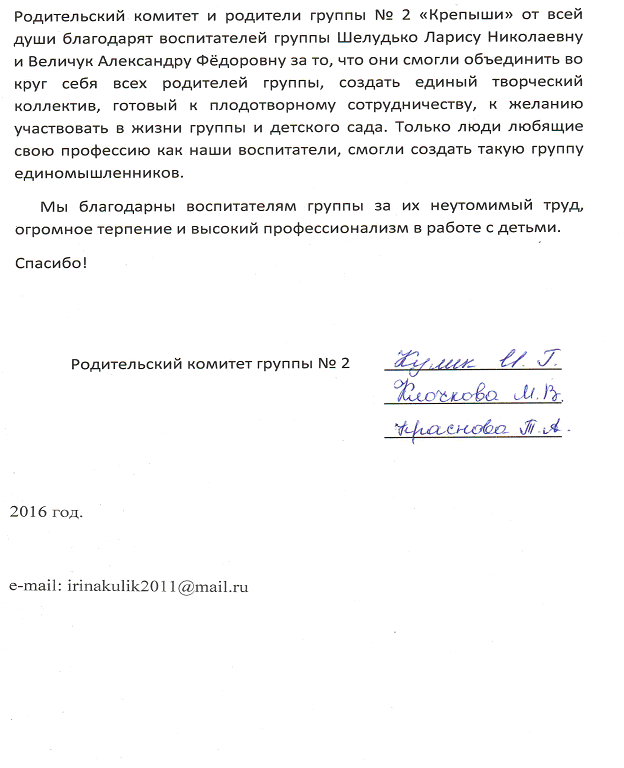 Родительский комитет и родители группы № 2 «Крепыши» от всей
души благодарят воспитателей группы Шелудько Ларису Николаевну
и Величук Александру Фёдоровну за то, что они смогли объединить во
круг себя всех родителей группы, создать единый творческий
коллектив, готовый к плодотворному сотрудничеству, к желанию
участвовать в жизни группы и детского сада. Только люди любящие
свою профессию как наши воспитатели, смогли создать такую группу
единомышленников.
Мы благодарны воспитателям группы за их неутомимый труд,
огромное терпение и высокий профессионализм в работе с детьми.
Спасибо!
Родительский комитет группы № 2 Кулик И. Г.
Клочкова М.В.
Краснова Т.А.
2016 год.
e-mail: irinakulik2011@mail.ru